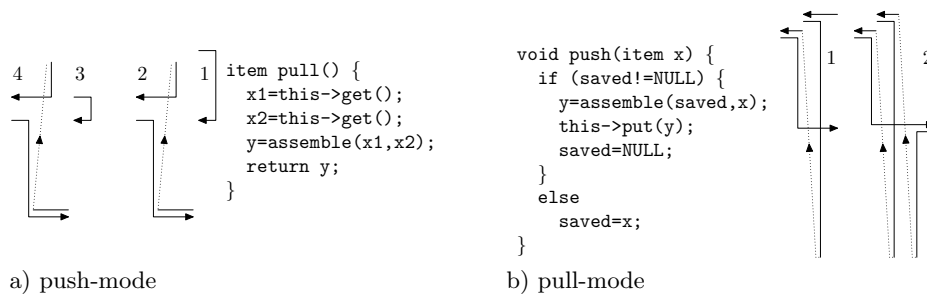 4 3 2 1
item pull() {
x1=this->get();
x2=this->get();
y=assemble(x1,x2);
return y;
}
a) push-mode
void push(item x) {
if (saved!=NULL) {
y=assemble(saved,x);
this->put(y);
saved=NULL;
}
else
saved=x;
}
1 2
b) pull-mode